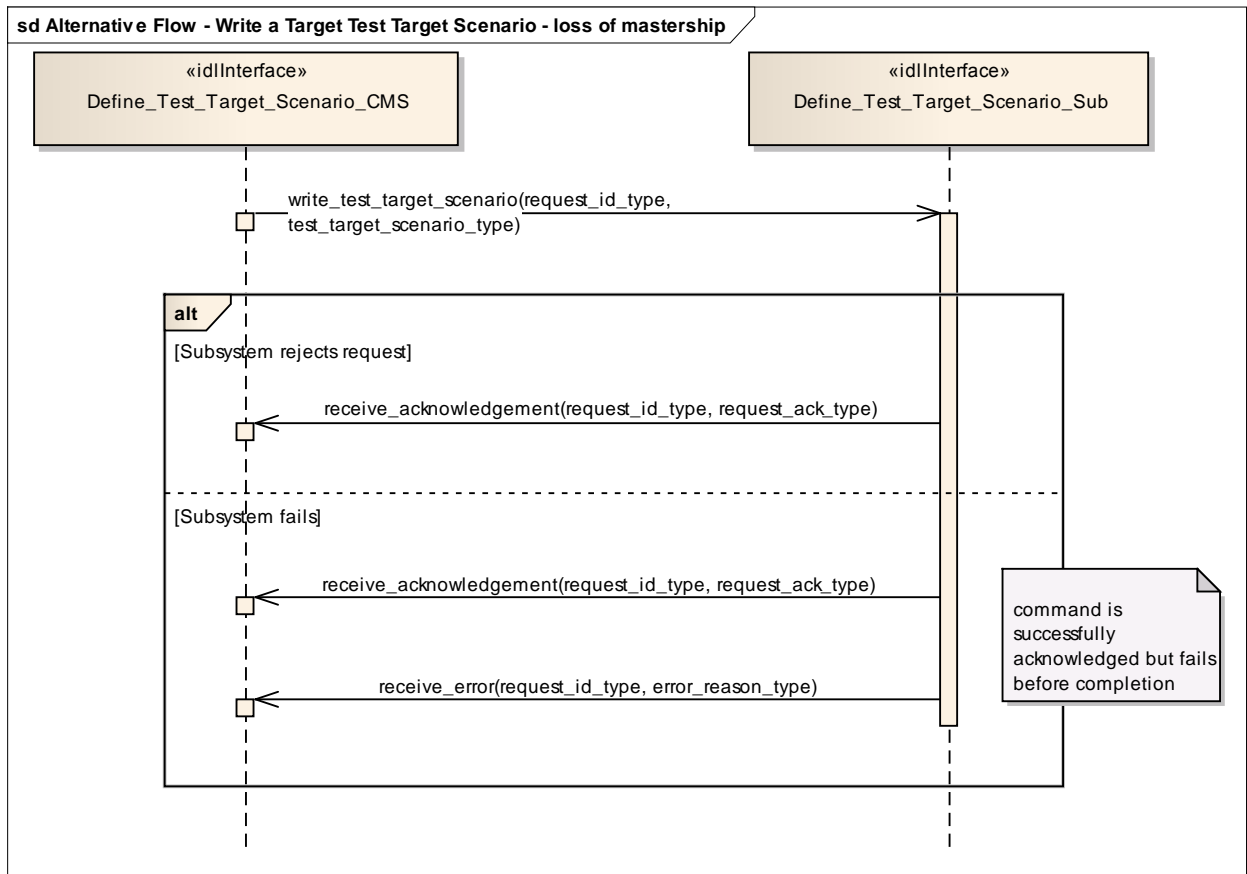 sd Alternative Flow - Write a Target Test Target Scenario - loss of mastership
«idlInterface»
Define_Test_Target_Scenario_CMS
«idlInterface»
Define_Test_Target_Scenario_Sub
write_test_target_scenario(request_id_type,
test_target_scenario_type)
alt
[Subsystem rejects request]
receive_acknowledgement(request_id_type, request_ack_type)
[Subsystem fails]
receive_acknowledgement(request_id_type, request_ack_type)
command is
successfully
acknowledged but fails
before completion
receive_error(request_id_type, error_reason_type)